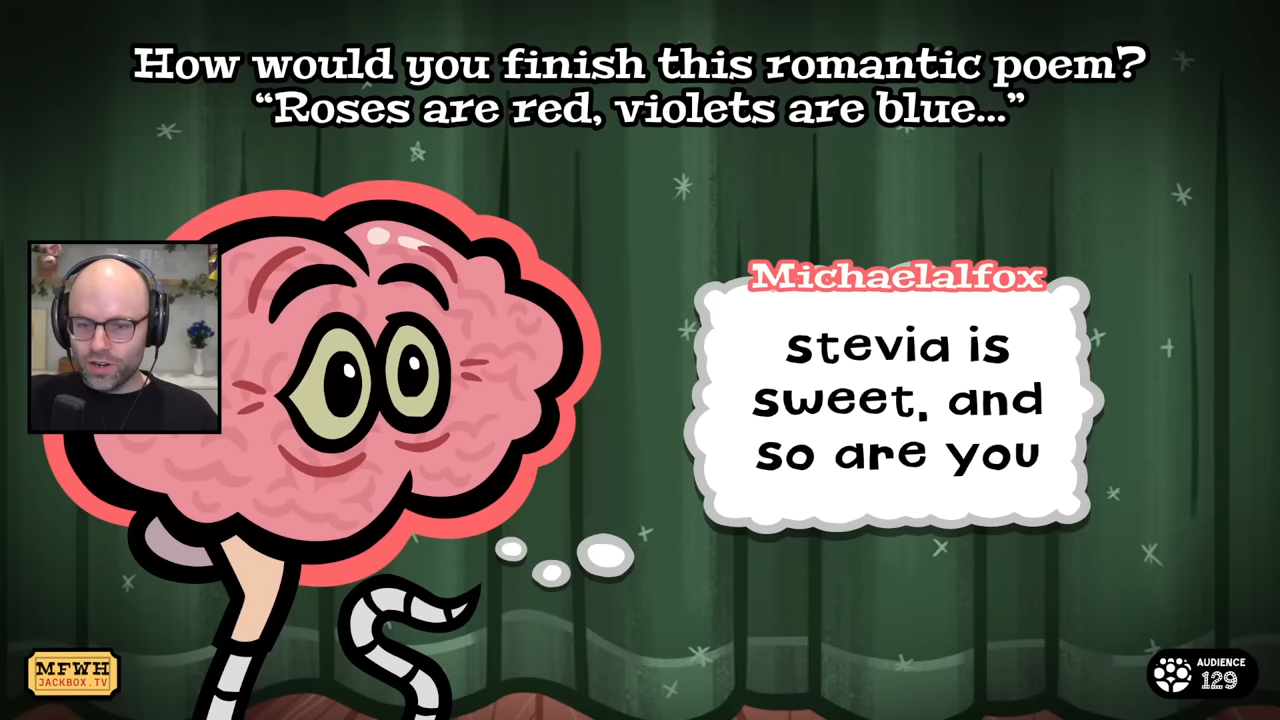 How would you finish this romantic poem?
“Roses are red, violets are blue...”
Michaelalfox
stevia is
sweet, and
so are you
MFWH
JACKBOX.TV
AUDIENCE
129